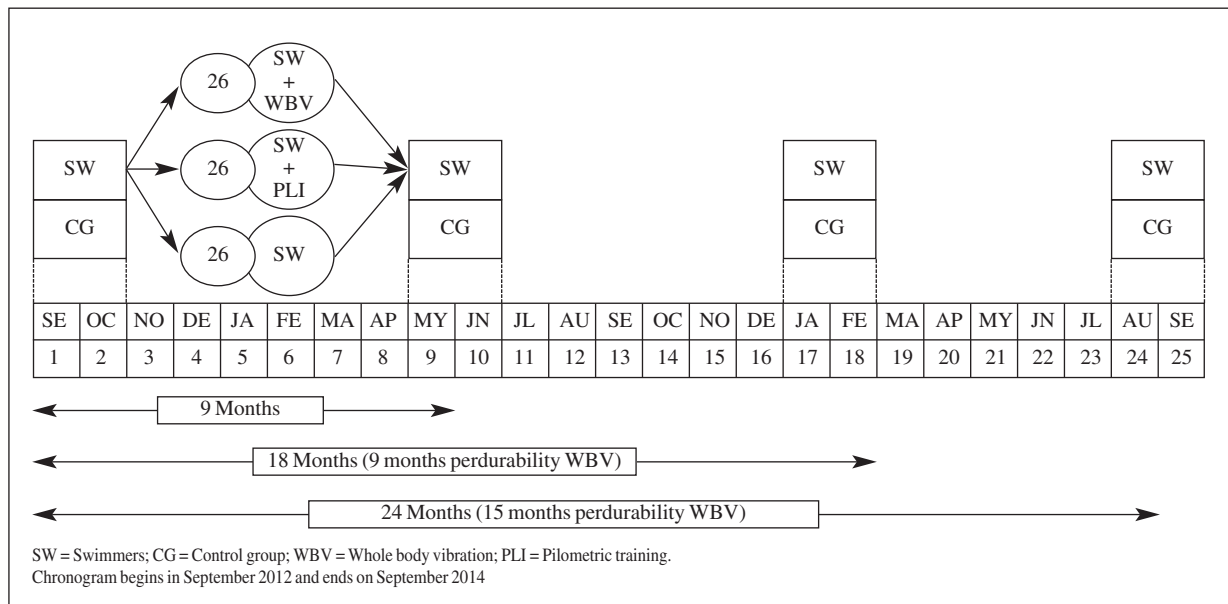 SW
+
WBV
26
SW
+
PLI
26
SW
26
SW
CG
SW
CG
SW
CG
SW
CG
SE OC NO DE JA FE MA AP MY JN JL AU SE OC NO DE JA FE MA AP MY JN JL AU SE
1 2 3 4 5 6 7 8 9 10 11 12 13 14 15 16 17 18 19 20 21 22 23 24 25
9 Months
18 Months (9 months perdurability WBV)
24 Months (15 months perdurability WBV)
SW = Swimmers; CG = Control group; WBV = Whole body vibration; PLI = Pilometric training.
Chronogram begins in September 2012 and ends on September 2014